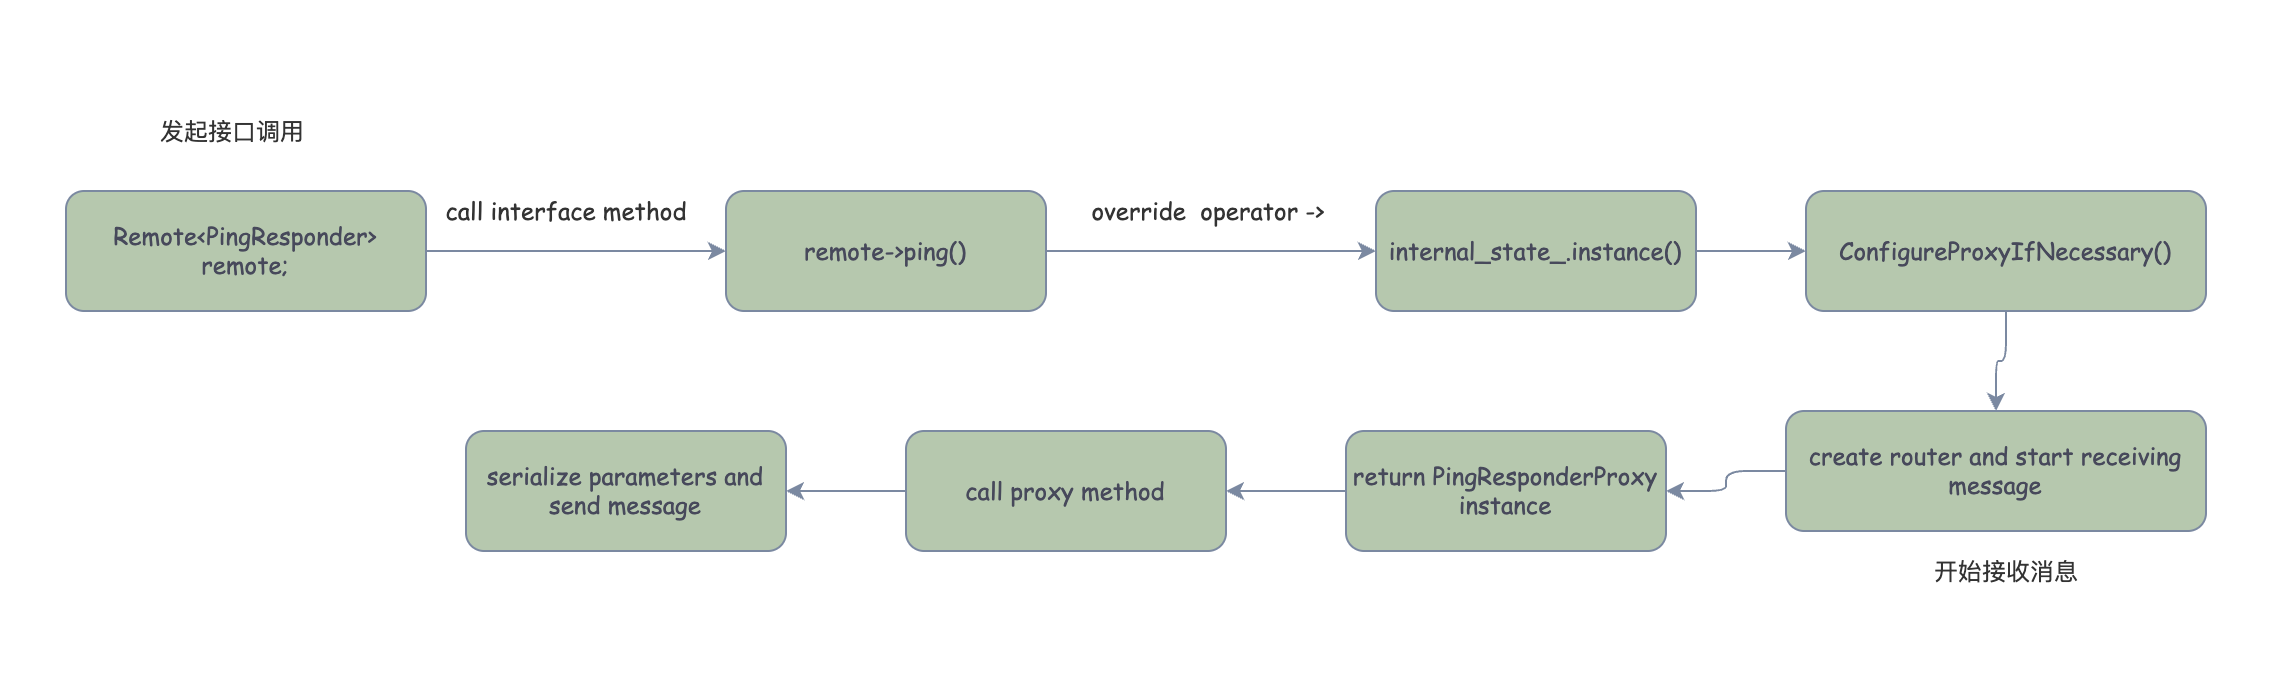 发起接口调用
Remote<PingResponder>
remote;
call interface method
remote->ping()
override  operator ->
internal_state_.instance()
ConfigureProxyIfNecessary()
create router and start receiving
message
开始接收消息
return PingResponderProxy
instance
call proxy method
serialize parameters and
send message